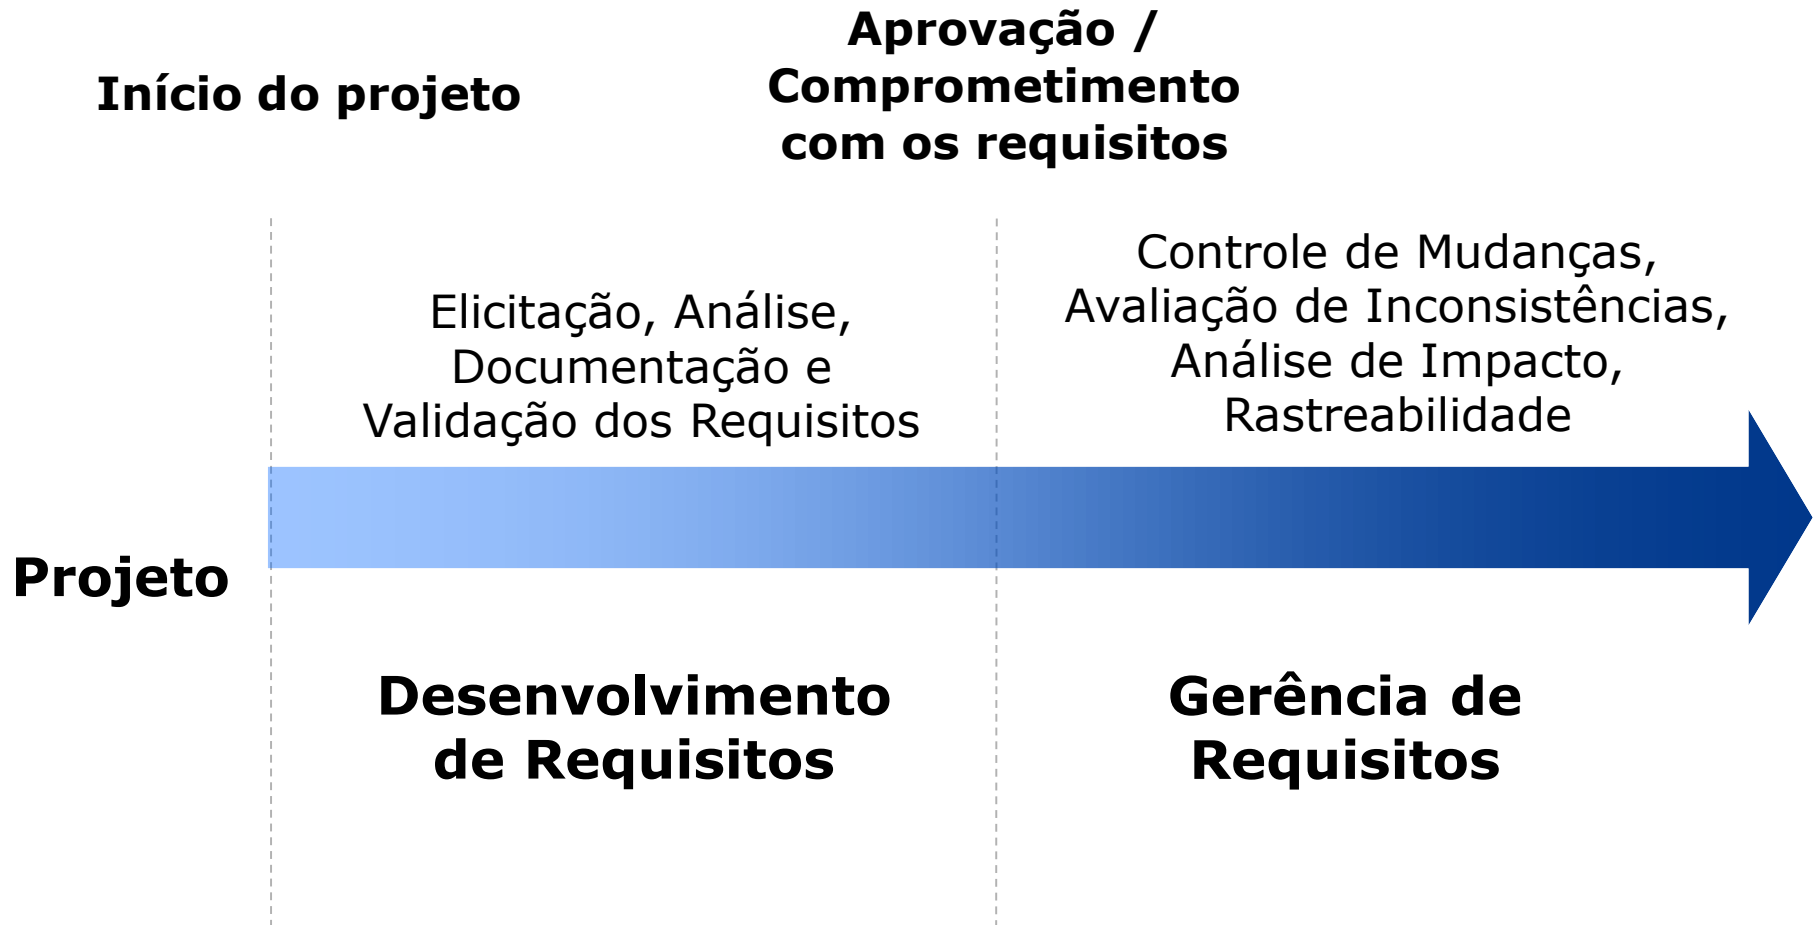 Início do projeto
Aprovação /
Comprometimento
com os requisitos
Elicitação, Análise,
Documentação e
Validação dos Requisitos
Controle de Mudanças,
Avaliação de Inconsistências,
Análise de Impacto,
Rastreabilidade
Projeto
Desenvolvimento
de Requisitos
Gerência de
Requisitos